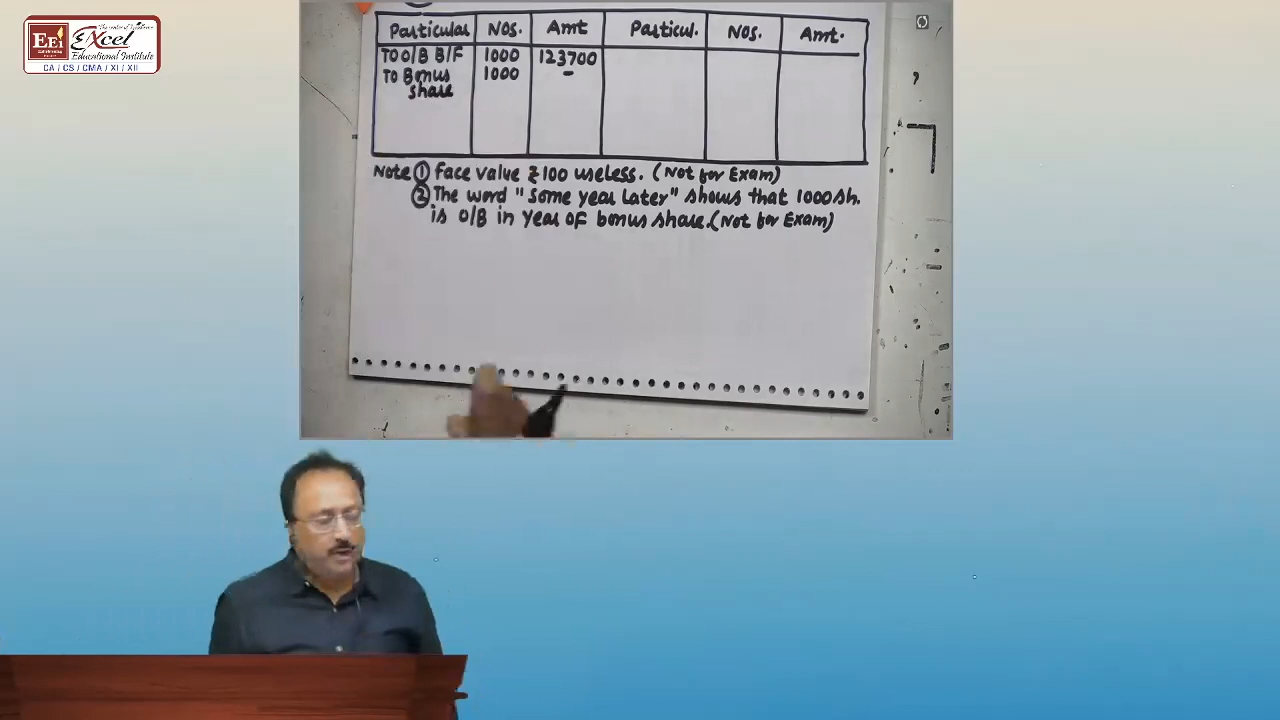 EEi
Excel
Educational Institute
CA / CS / CMA / XI / XII
Particular Nos. Amt Particul. Nos. Amt.
To O/B B/F 1000 123700
To Bonus 1000 -
share
Note ① Face value ₹100 useless. (Not for Exam)
② The word "Some year Later" shows that 1000 sh.
is O/B in year of bonus share. (Not for Exam)